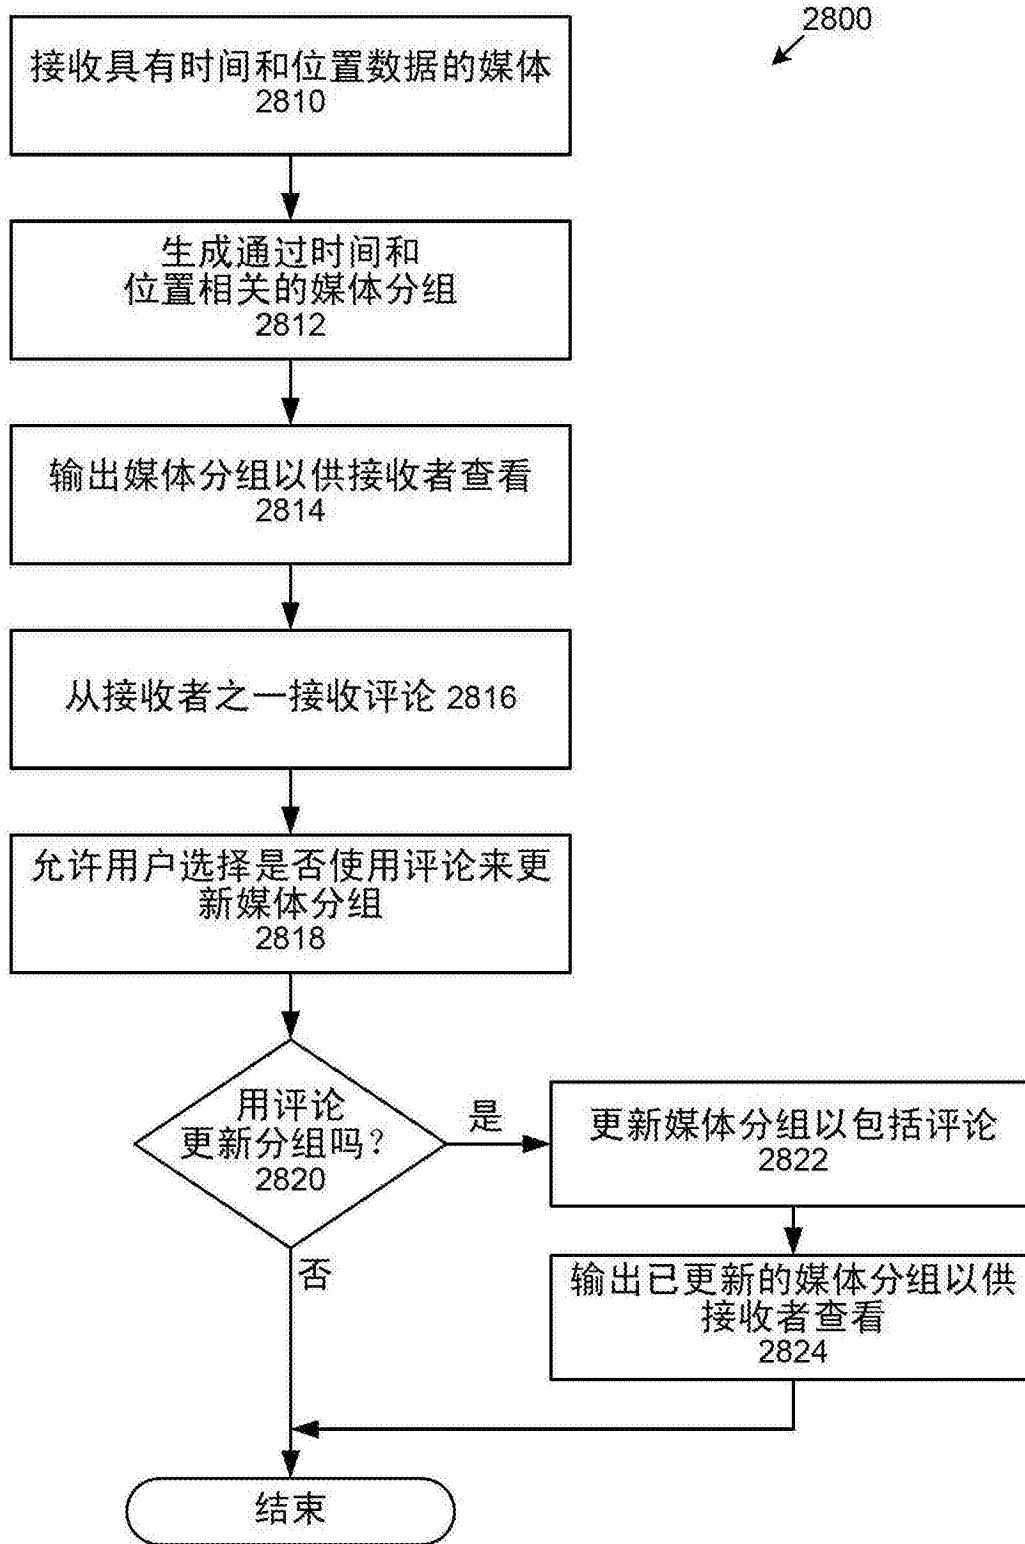 2800
接收具有时间和位置数据的媒体
2810
生成通过时间和
位置相关的媒体分组
2812
输出媒体分组以供接收者查看
2814
从接收者之一接收评论 2816
允许用户选择是否使用评论来更
新媒体分组
2818
用评论
更新分组吗?
2820
是
更新媒体分组以包括评论
2822
否
输出已更新的媒体分组以供
接收者查看
2824
结束